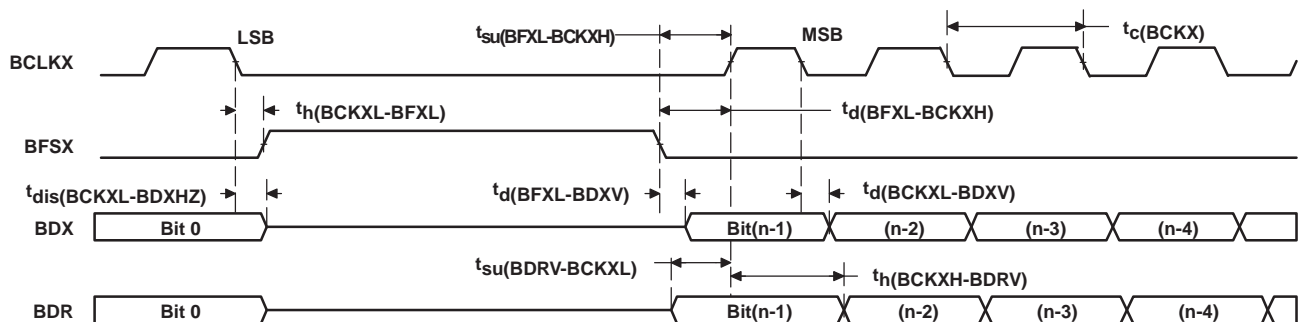 LSB tsu(BFXL-BCKXH) MSB tc(BCKX)
BCLKX
th(BCKXL-BFXL) td(BFXL-BCKXH)
BFSX
tdis(BCKXL-BDXHZ) td(BFXL-BDXV) td(BCKXL-BDXV)
BDX Bit 0 Bit(n-1) (n-2) (n-3) (n-4)
tsu(BDRV-BCKXL) th(BCKXH-BDRV)
BDR Bit 0 Bit(n-1) (n-2) (n-3) (n-4)